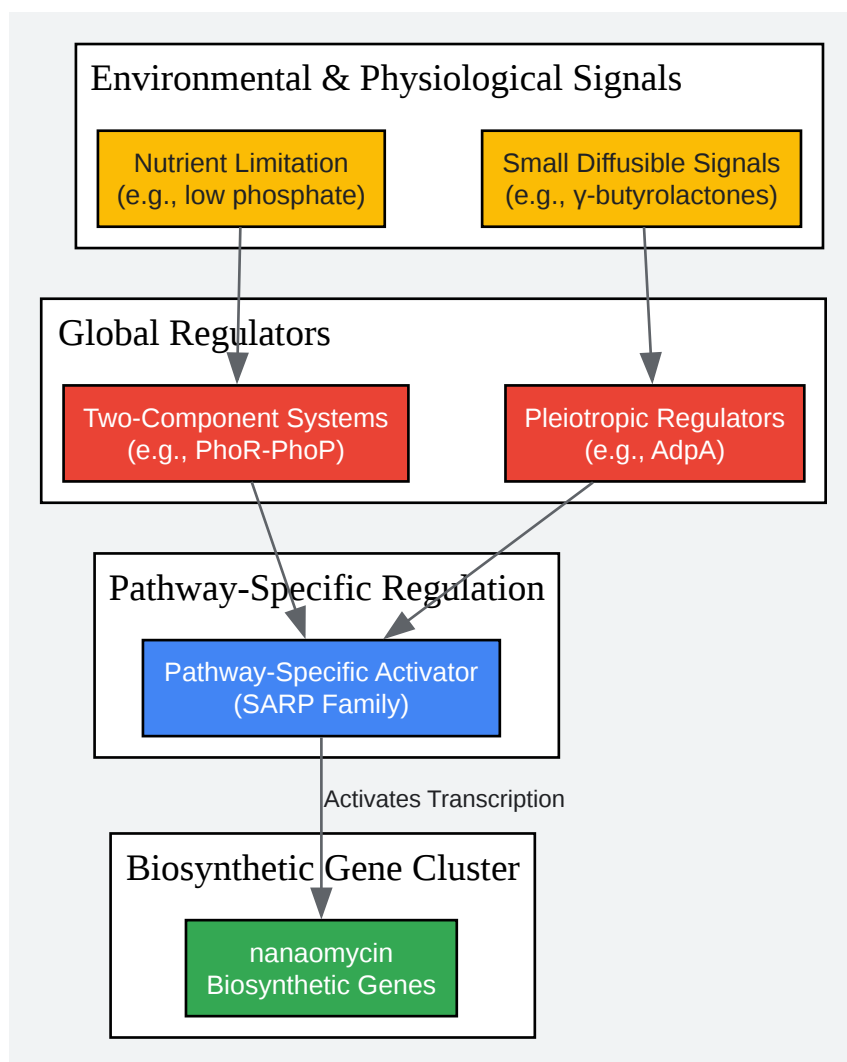 Environmental & Physiological Signals
Nutrient Limitation
(e.g., low phosphate)
Small Diffusible Signals
(e.g., γ-butyrolactones)
Global Regulators
Two-Component Systems
(e.g., PhoR-PhoP)
Pleiotropic Regulators
(e.g., AdpA)
Pathway-Specific Regulation
Pathway-Specific Activator
(SARP Family)
Activates Transcription
Biosynthetic Gene Cluster
nanaomycin
Biosynthetic Genes